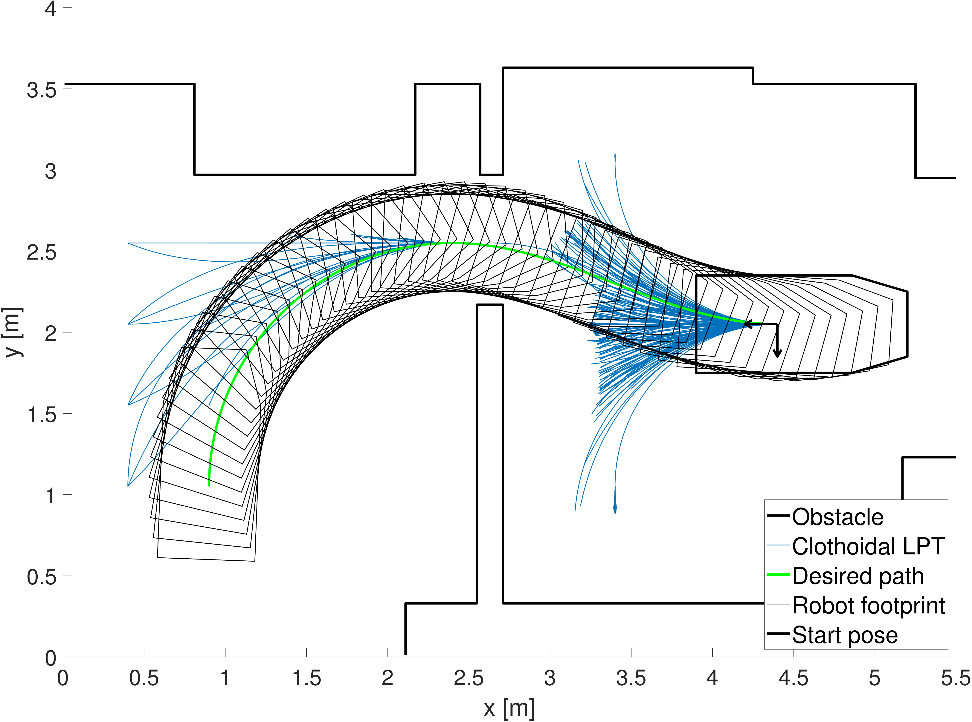 4
3.5
3
2.5
2
1.5
1
0.5
0
y [m]
0 0.5 1 1.5 2 2.5 3 3.5 4 4.5 5 5.5
x [m]
Obstacle
Clothoidal LPT
Desired path
Robot footprint
Start pose